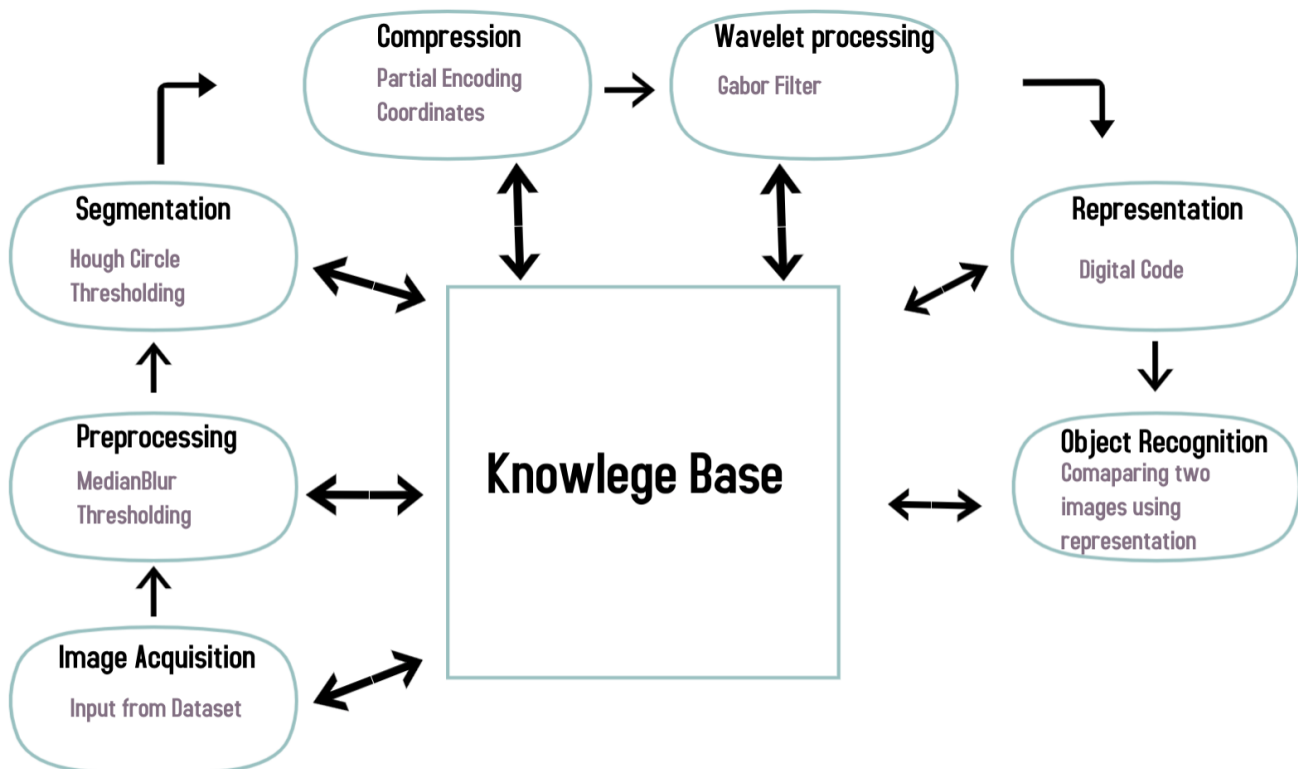 Compression
Partial Encoding
Coordinates
Wavelet processing
Gabor Filter
Segmentation
Hough Circle
Thresholding
Representation
Digital Code
Preprocessing
MedianBlur
Thresholding
Knowlege Base
Object Recognition
Comaparing two
images using
representation
Image Acquisition
Input from Dataset